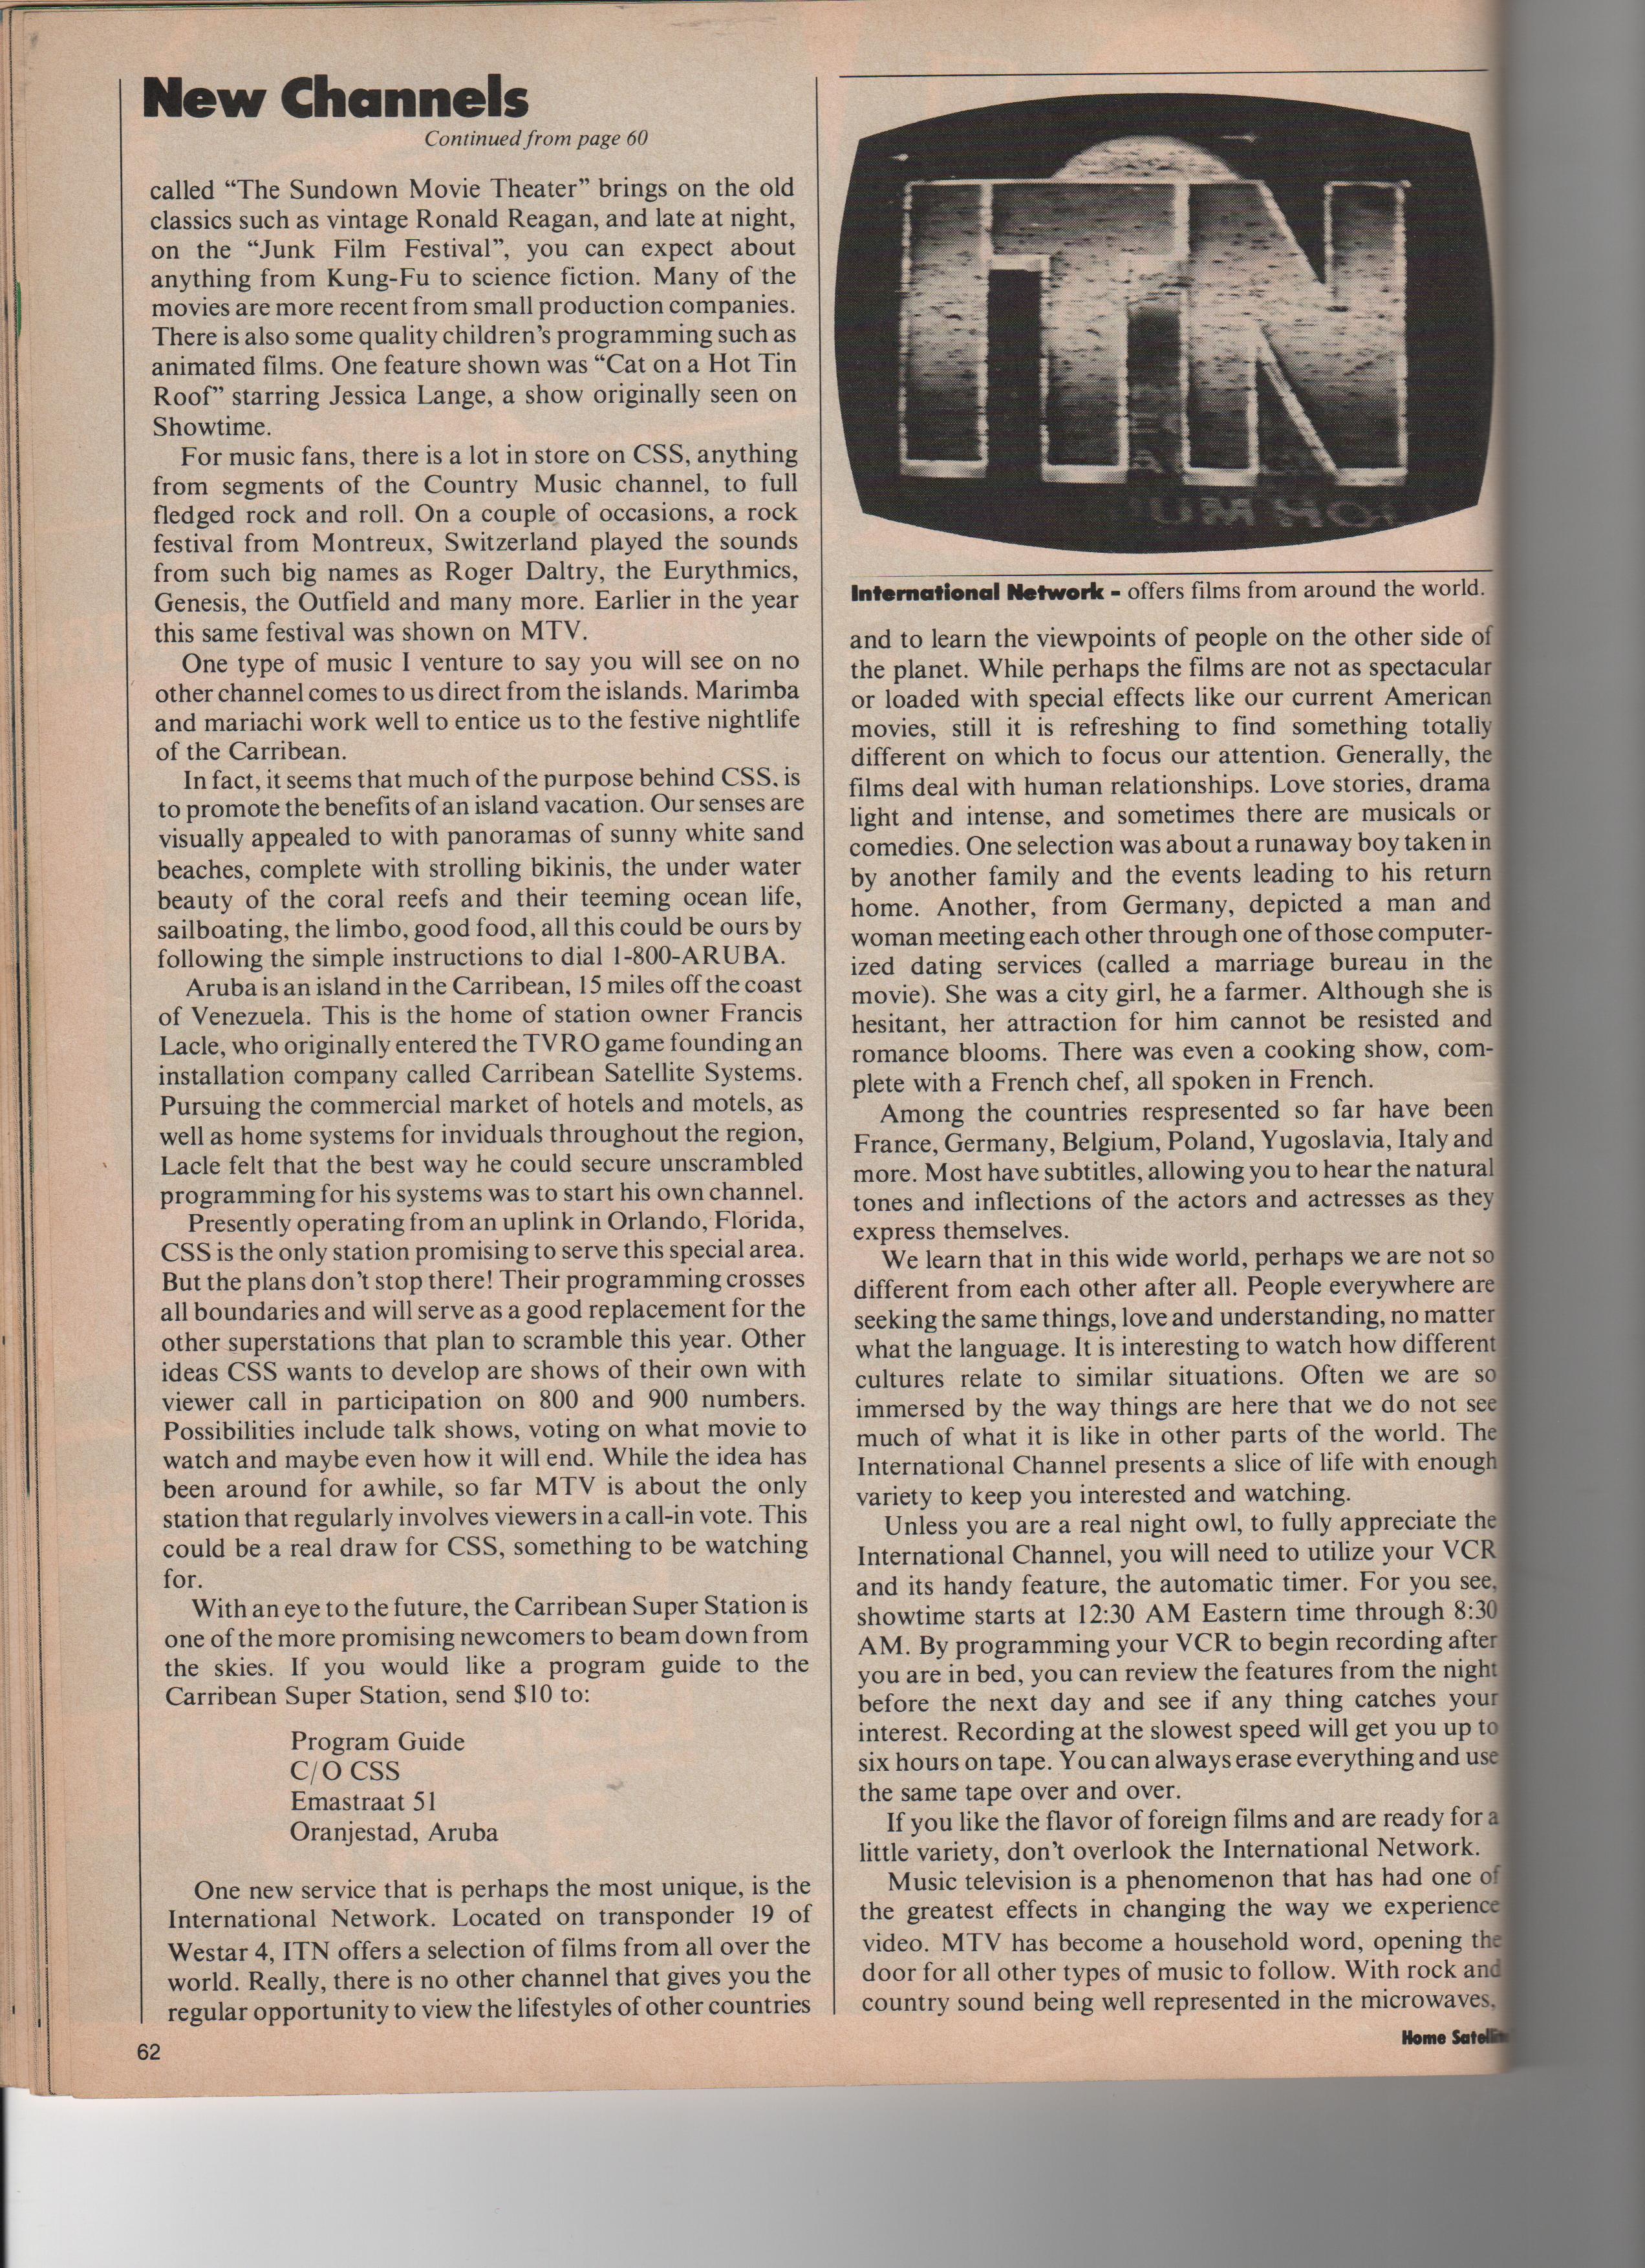 New Channels
Continued from page 60
called “The Sundown Movie Theater” brings on the old
classics such as vintage Ronald Reagan, and late at night,
on the “Junk Film Festival”, you can expect about
anything from Kung-Fu to science fiction. Many of the
movies are more recent from small production companies.
There is also some quality children’s programming such as
animated films. One feature shown was “Cat on a Hot Tin
Roof” starring Jessica Lange, a show originally seen on
Showtime.
For music fans, there is a lot in store on CSS, anything
from segments of the Country Music channel, to full
fledged rock and roll. On a couple of occasions, a rock
festival from Montreux, Switzerland played the sounds
from such big names as Roger Daltry, the Eurythmics,
Genesis, the Outfield and many more. Earlier in the year
this same festival was shown on MTV.
One type of music I venture to say you will see on no
other channel comes to us direct from the islands. Marimba
and mariachi work well to entice us to the festive nightlife
of the Carribean.
In fact, it seems that much of the purpose behind CSS. is
to promote the benefits of an island vacation. Our senses are
visually appealed to with panoramas of sunny white sand
beaches, complete with strolling bikinis, the under water
beauty of the coral reefs and their teeming ocean life,
sailboating, the limbo, good food, all this could be ours by
following the simple instructions to dial 1-800-ARUBA.
Aruba is an island in the Carribean, 15 miles off the coast
of Venezuela. This is the home of station owner Francis
Lacle, who originally entered the TVRO game founding an
installation company called Carribean Satellite Systems.
Pursuing the commercial market of hotels and motels, as
well as home systems for inviduals throughout the region,
Lacle felt that the best way he could secure unscrambled
programming for his systems was to start his own channel.
Presently operating from an uplink in Orlando, Florida,
CSS is the only station promising to serve this special area.
But the plans don’t stop there! Their programming crosses
all boundaries and will serve as a good replacement for the
other superstations that plan to scramble this year. Other
ideas CSS wants to develop are shows of their own with
viewer call in participation on 800 and 900 numbers.
Possibilities include talk shows, voting on what movie to
watch and maybe even how it will end. While the idea has
been around for awhile, so far MTV is about the only
station that regularly involves viewers in a call-in vote. This
could be a real draw for CSS, something to be watching
for.
With an eye to the future, the Carribean Super Station is
one of the more promising newcomers to beam down from
the skies. If you would like a program guide to the
Carribean Super Station, send $10 to:
Program Guide
C/O CSS
Emastraat 51
Oranjestad, Aruba
One new service that is perhaps the most unique, is the
International Network. Located on transponder 19 of
Westar 4, ITN offers a selection of films from all over the
world. Really, there is no other channel that gives you the
regular opportunity to view the lifestyles of other countries
62
ITN
International Network - offers films from around the world.
and to learn the viewpoints of people on the other side of
the planet. While perhaps the films are not as spectacular
or loaded with special effects like our current American
movies, still it is refreshing to find something totally
different on which to focus our attention. Generally, the
films deal with human relationships. Love stories, drama
light and intense, and sometimes there are musicals or
comedies. One selection was about a runaway boy taken in
by another family and the events leading to his return
home. Another, from Germany, depicted a man and
woman meeting each other through one of those computer-
ized dating services (called a marriage bureau in the
movie). She was a city girl, he a farmer. Although she is
hesitant, her attraction for him cannot be resisted and
romance blooms. There was even a cooking show, com-
plete with a French chef, all spoken in French.
Among the countries respresented so far have been
France, Germany, Belgium, Poland, Yugoslavia, Italy and
more. Most have subtitles, allowing you to hear the natural
tones and inflections of the actors and actresses as they
express themselves.
We learn that in this wide world, perhaps we are not so
different from each other after all. People everywhere are
seeking the same things, love and understanding, no matter
what the language. It is interesting to watch how different
cultures relate to similar situations. Often we are so
immersed by the way things are here that we do not see
much of what it is like in other parts of the world. The
International Channel presents a slice of life with enough
variety to keep you interested and watching.
Unless you are a real night owl, to fully appreciate the
International Channel, you will need to utilize your VCR
and its handy feature, the automatic timer. For you see,
showtime starts at 12:30 AM Eastern time through 8:30
AM. By programming your VCR to begin recording after
you are in bed, you can review the features from the night
before the next day and see if any thing catches your
interest. Recording at the slowest speed will get you up to
six hours on tape. You can always erase everything and use
the same tape over and over.
If you like the flavor of foreign films and are ready for a
little variety, don’t overlook the International Network.
Music television is a phenomenon that has had one of
the greatest effects in changing the way we experience
video. MTV has become a household word, opening the
door for all other types of music to follow. With rock and
country sound being well represented in the microwaves,
Home